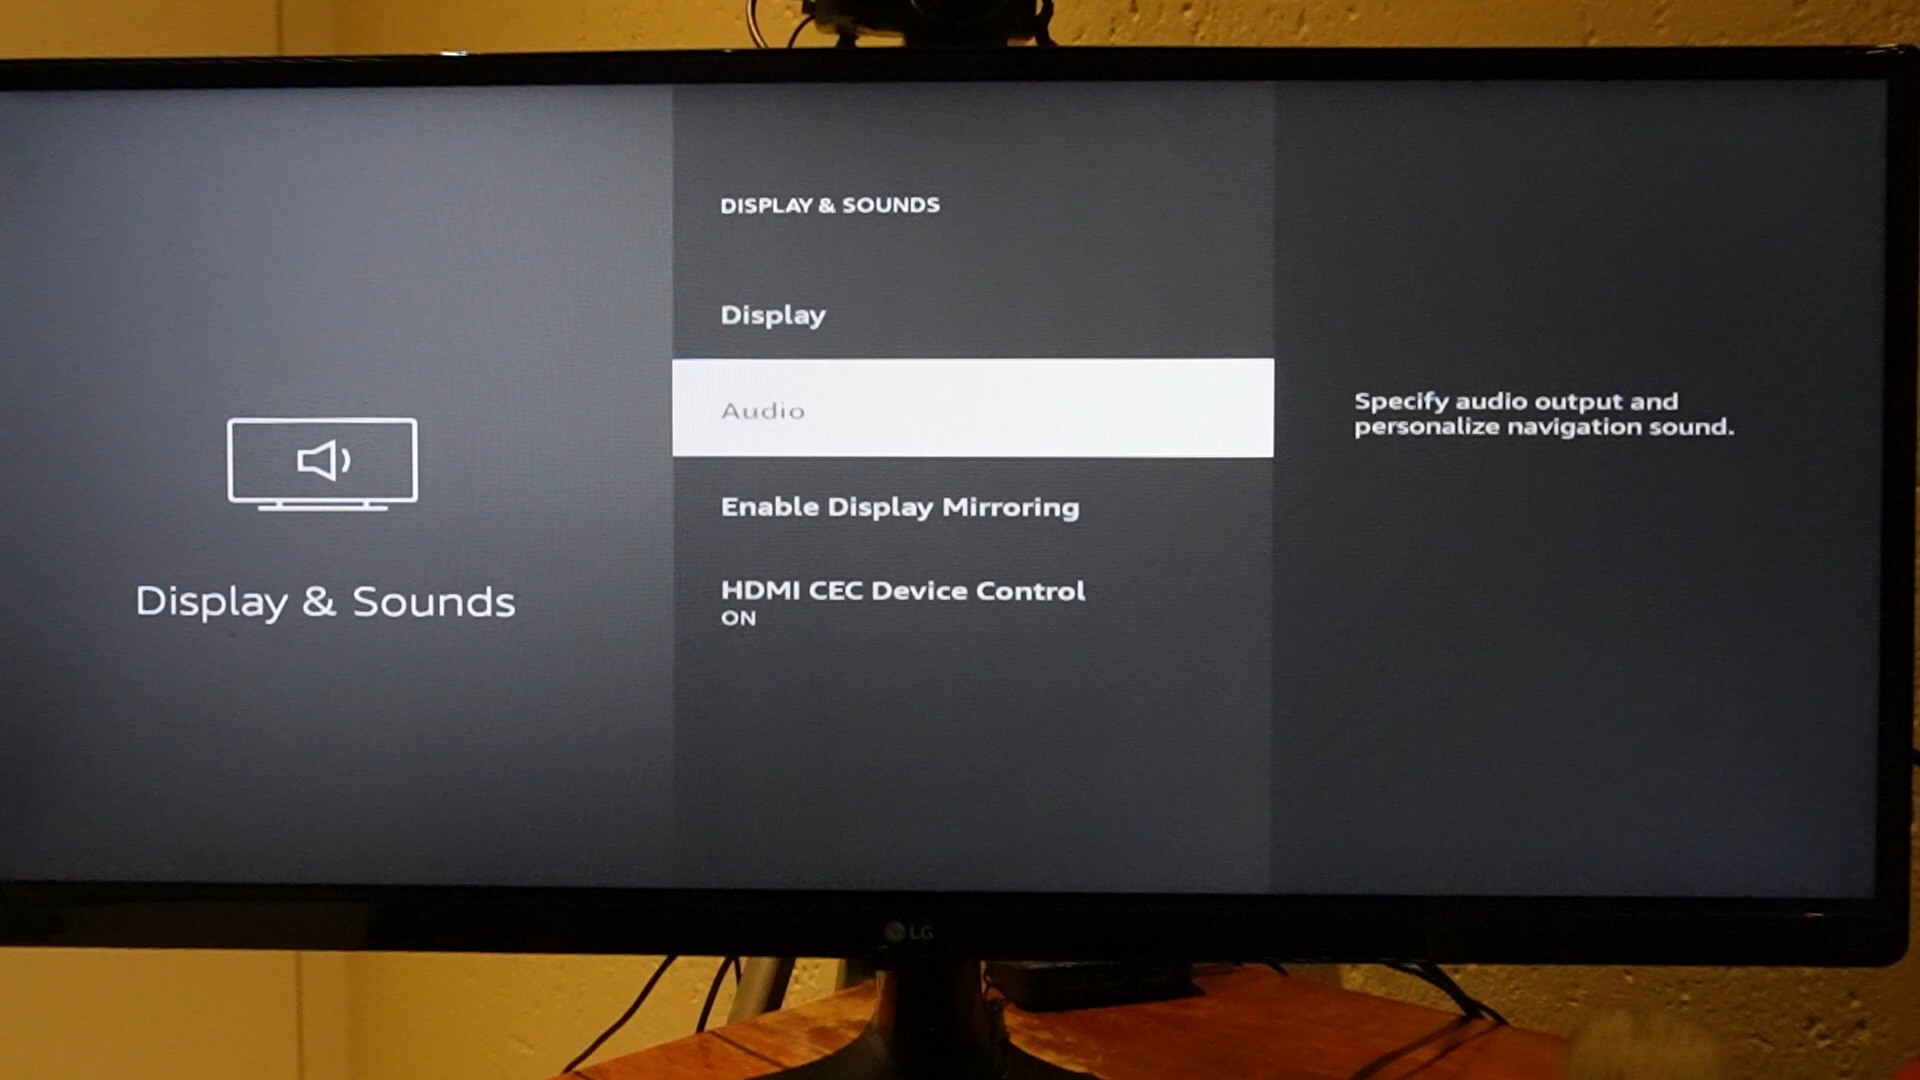 DISPLAY & SOUNDS
Display
Audio
Specify audio output and
personalize navigation sound.
Enable Display Mirroring
HDMI CEC Device Control
ON
Display & Sounds
LG